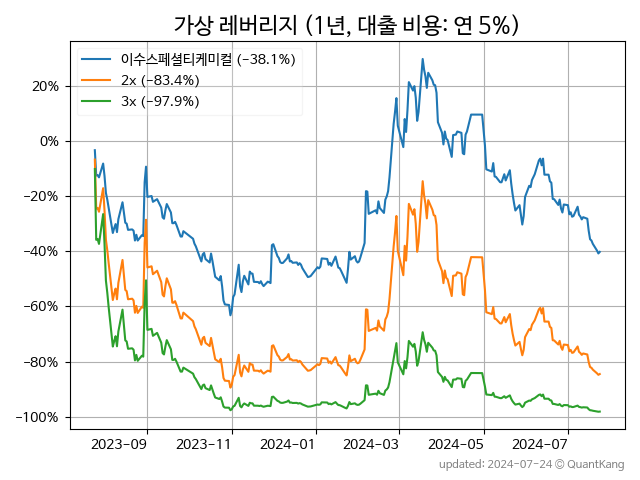 가상 레버리지 (1년, 대출 비용: 연 5%)
이수스페셜티케미컬 (−38.1%)
2x (−83.4%)
3x (−97.9%)
20%
0%
−20%
−40%
−60%
−80%
−100%
2023-09 2023-11 2024-01 2024-03 2024-05 2024-07
updated: 2024-07-24 © QuantKang